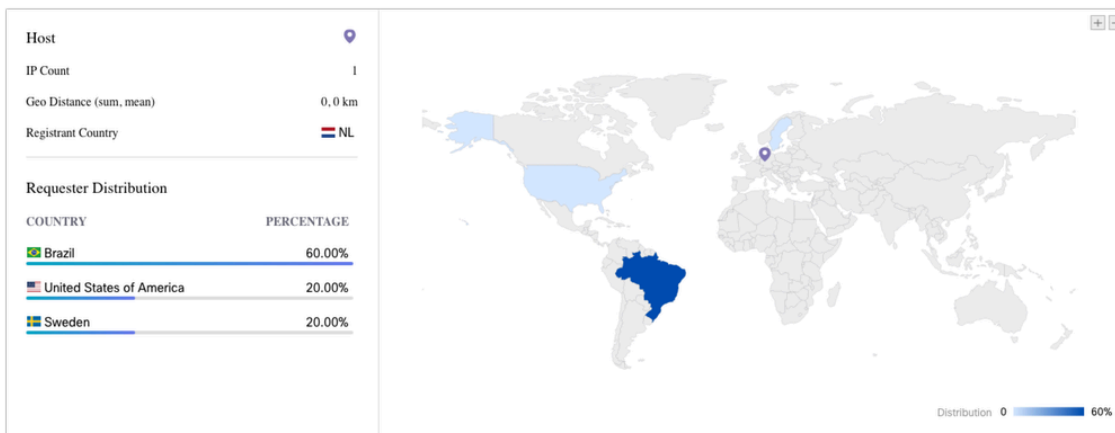 Host
IP Count 1
Geo Distance (sum, mean) 0, 0 km
Registrant Country NL
Requester Distribution
COUNTRY PERCENTAGE
Brazil 60.00%
United States of America 20.00%
Sweden 20.00%
+ −
Distribution 0 60%